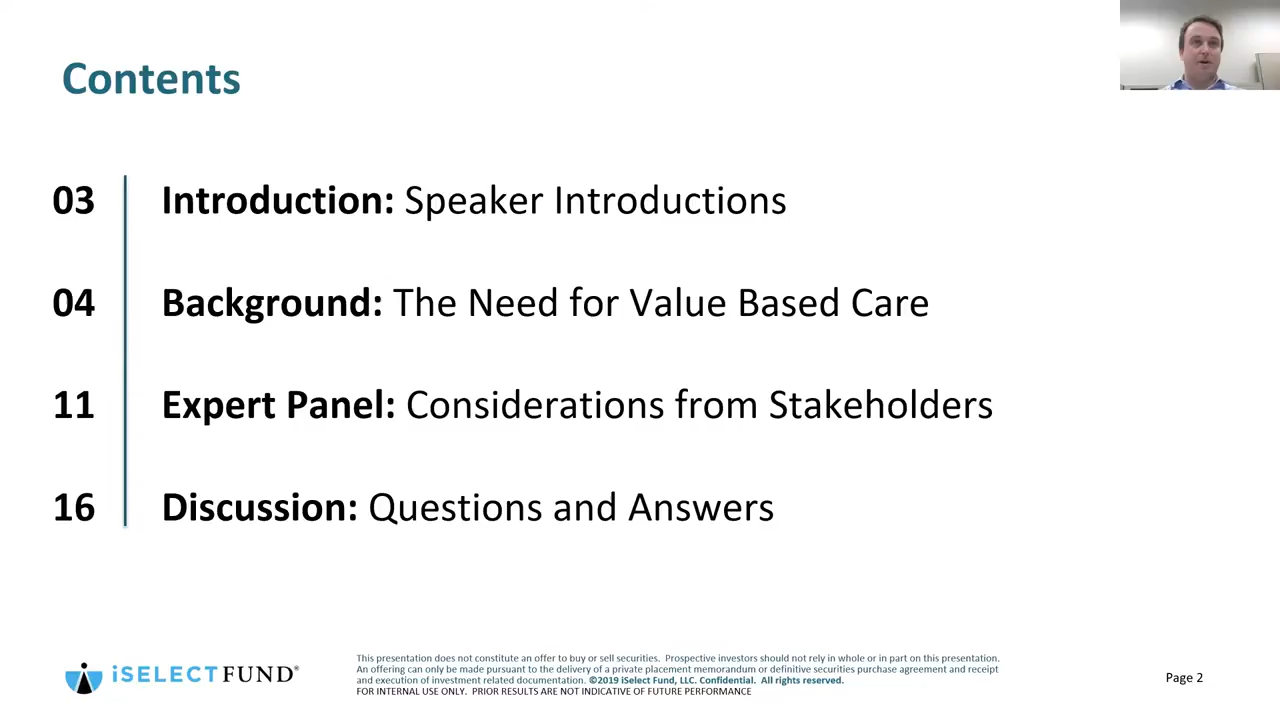 Contents
03 Introduction: Speaker Introductions
04 Background: The Need for Value Based Care
11 Expert Panel: Considerations from Stakeholders
16 Discussion: Questions and Answers
iSELECTFUND®
This presentation does not constitute an offer to buy or sell securities. Prospective investors should not rely in whole or in part on this presentation.
An offering can only be made pursuant to the delivery of a private placement memorandum or definitive securities purchase agreement and receipt
and execution of investment related documentation. ©2019 iSelect Fund, LLC. Confidential. All rights reserved.
FOR INTERNAL USE ONLY. PRIOR RESULTS ARE NOT INDICATIVE OF FUTURE PERFORMANCE
Page 2